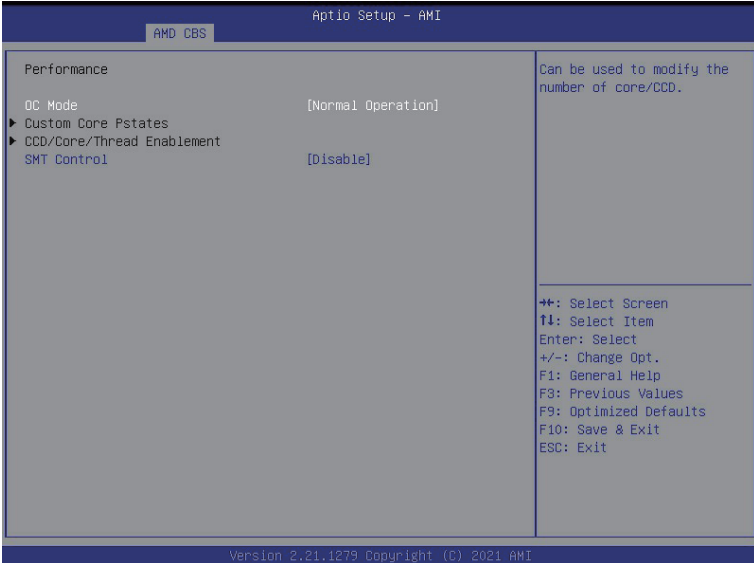 Aptio Setup – AMI
AMD CBS
Performance
OC Mode [Normal Operation]
Custom Core Pstates
CCD/Core/Thread Enablement
SMT Control [Disable]
Can be used to modify the
number of core/CCD.
→←: Select Screen
↑↓: Select Item
Enter: Select
+/-: Change Opt.
F1: General Help
F3: Previous Values
F9: Optimized Defaults
F10: Save & Exit
ESC: Exit
Version 2.21.1279 Copyright (C) 2021 AMI